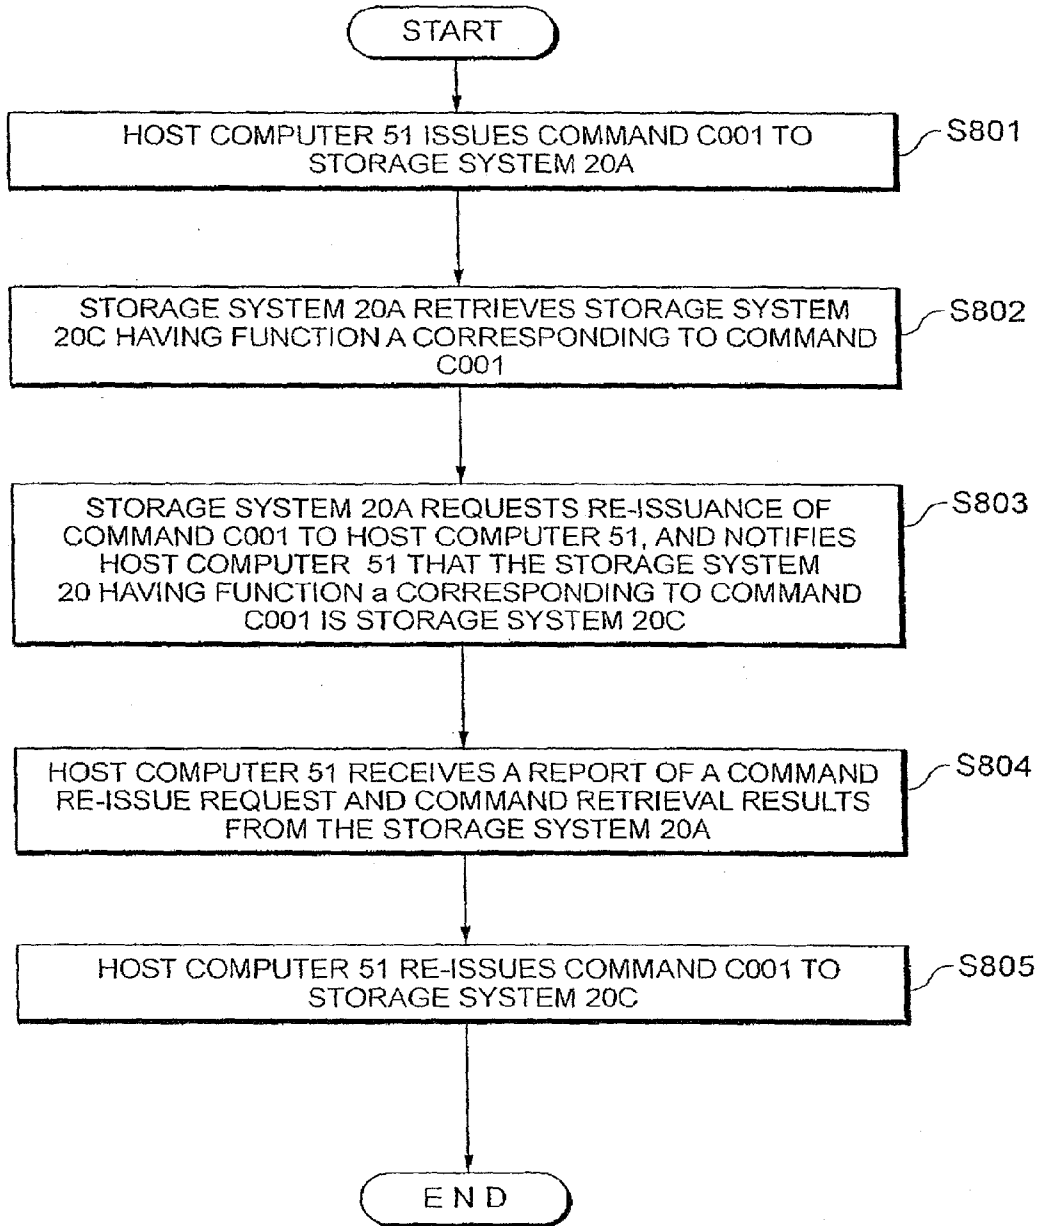 START
HOST COMPUTER 51 ISSUES COMMAND C001 TO
STORAGE SYSTEM 20A
S801
STORAGE SYSTEM 20A RETRIEVES STORAGE SYSTEM
20C HAVING FUNCTION A CORRESPONDING TO COMMAND
C001
S802
STORAGE SYSTEM 20A REQUESTS RE-ISSUANCE OF
COMMAND C001 TO HOST COMPUTER 51, AND NOTIFIES
HOST COMPUTER 51 THAT THE STORAGE SYSTEM
20 HAVING FUNCTION a CORRESPONDING TO COMMAND
C001 IS STORAGE SYSTEM 20C
S803
HOST COMPUTER 51 RECEIVES A REPORT OF A COMMAND
RE-ISSUE REQUEST AND COMMAND RETRIEVAL RESULTS
FROM THE STORAGE SYSTEM 20A
S804
HOST COMPUTER 51 RE-ISSUES COMMAND C001 TO
STORAGE SYSTEM 20C
S805
END